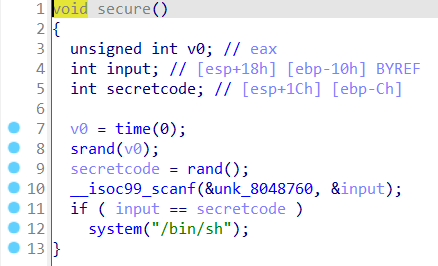 1 void secure()
2 {
3 unsigned int v0; // eax
4 int input; // [esp+18h] [ebp-10h] BYREF
5 int secretcode; // [esp+1Ch] [ebp-Ch]
6
7 v0 = time(0);
8 srand(v0);
9 secretcode = rand();
10 __isoc99_scanf(&unk_8048760, &input);
11 if ( input == secretcode )
12 system("/bin/sh");
13 }